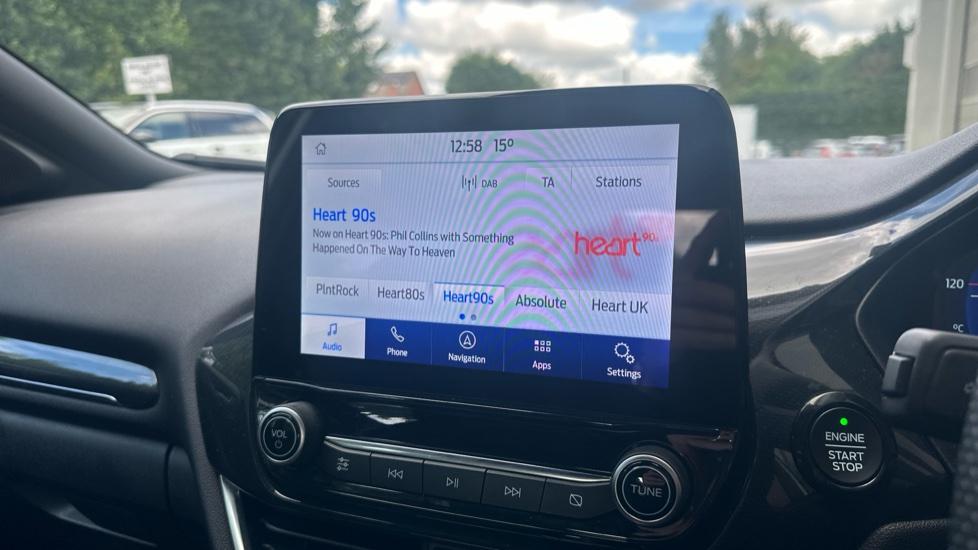 12:58 15°
Sources DAB TA Stations
Heart 90s
Now on Heart 90s: Phil Collins with Something
Happened On The Way To Heaven
heart 90s
PlntRock Heart80s Heart90s Absolute Heart UK
Audio Phone Navigation Apps Settings
VOL
TUNE
ENGINE
START
STOP
120
°C